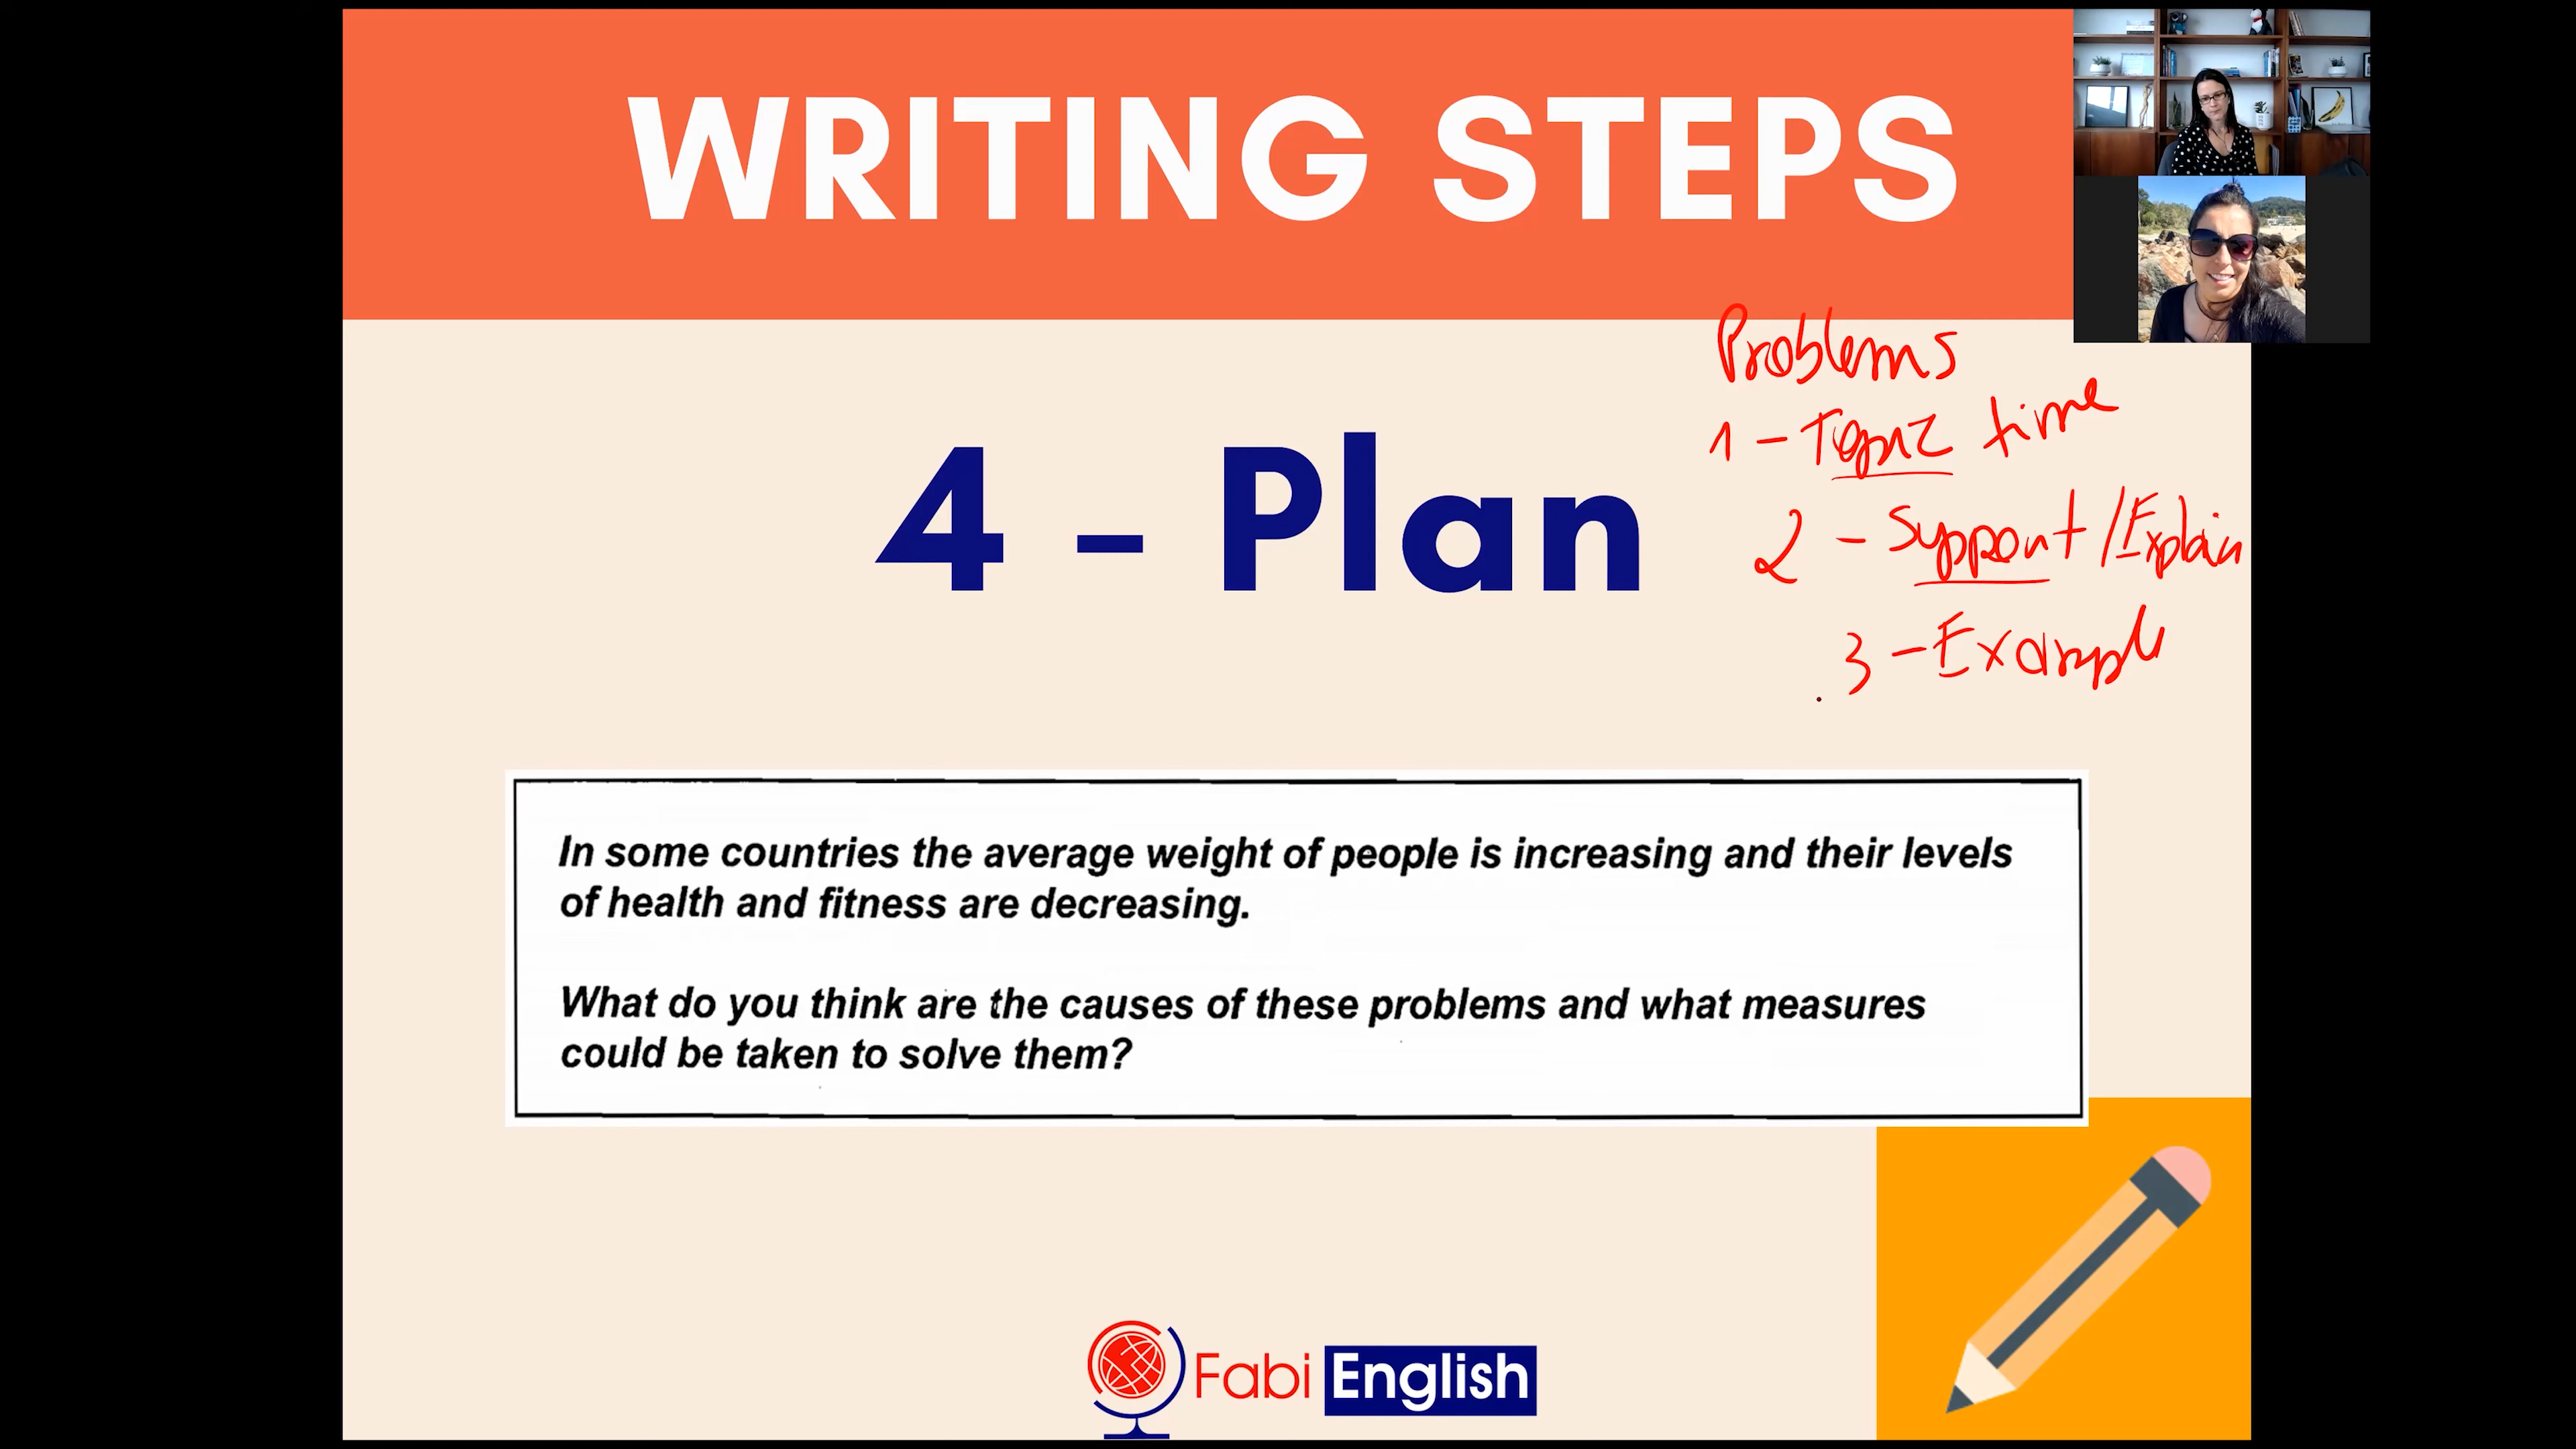 WRITING STEPS
Problems
1 - Topic time
4 - Plan
2 - Support / Explain
3 - Example
In some countries the average weight of people is increasing and their levels
of health and fitness are decreasing.
What do you think are the causes of these problems and what measures
could be taken to solve them?
Fabi English